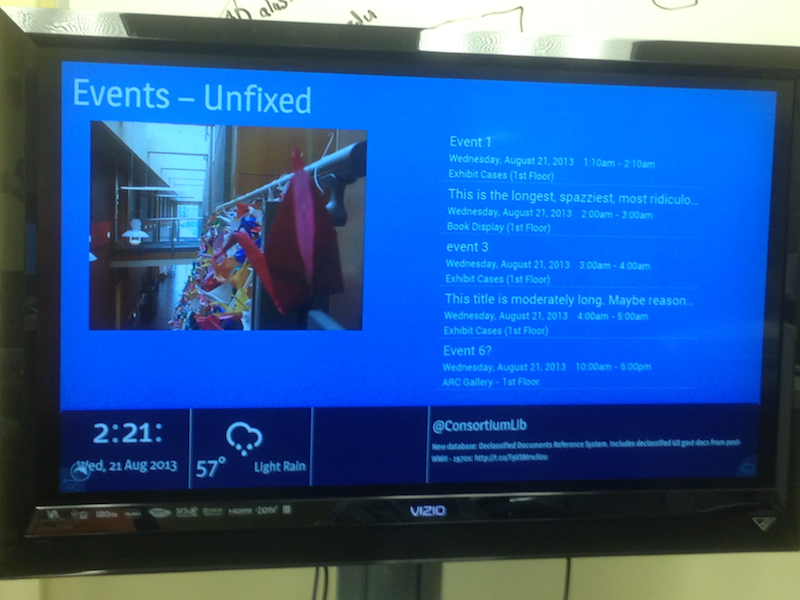 Events – Unfixed
Event 1
Wednesday, August 21, 2013 1:10am - 2:10am
Exhibit Cases (1st Floor)
This is the longest, spazziest, most ridiculo...
Wednesday, August 21, 2013 2:00am - 3:00am
Book Display (1st Floor)
event 3
Wednesday, August 21, 2013 3:00am - 4:00am
Exhibit Cases (1st Floor)
This title is moderately long. Maybe reason...
Wednesday, August 21, 2013 4:00am - 5:00am
Exhibit Cases (1st Floor)
Event 6?
Wednesday, August 21, 2013 10:00am - 6:00pm
ARC Gallery - 1st Floor
2:21:
Wed, 21 Aug 2013
57° Light Rain
@ConsortiumLib
New database: Declassified Documents Reference System. Includes declassified US govt docs from post-
WWII - 1970s:
VIZIO